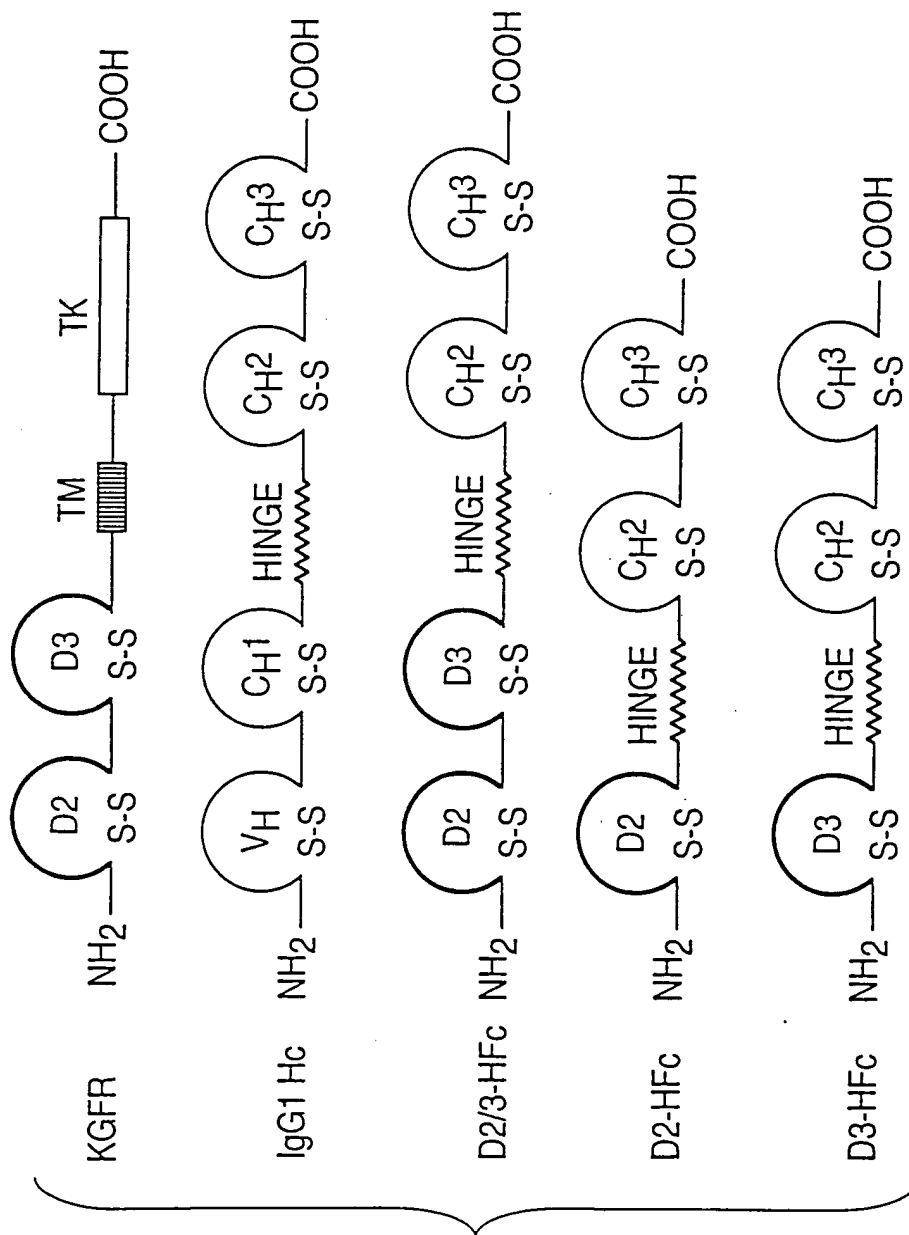 TM TK
KGFR NH2 D2 D3 COOH
S-S S-S
HINGE
IgG1 Hc NH2 VH CH1 CH2 CH3 COOH
S-S S-S S-S S-S
HINGE
D2/3-HFc NH2 D2 D3 CH2 CH3 COOH
S-S S-S S-S S-S
HINGE
D2-HFc NH2 D2 CH2 CH3 COOH
S-S S-S S-S
HINGE
D3-HFc NH2 D3 CH2 CH3 COOH
S-S S-S S-S